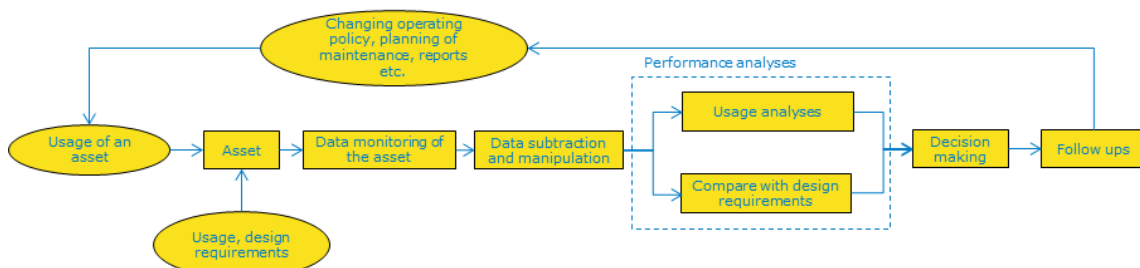 Changing operating
policy, planning of
maintenance, reports
etc.
Performance analyses
Usage analyses
Usage of an
asset
Asset
Data monitoring of
the asset
Data subtraction
and manipulation
Decision
making
Follow ups
Compare with design
requirements
Usage, design
requirements